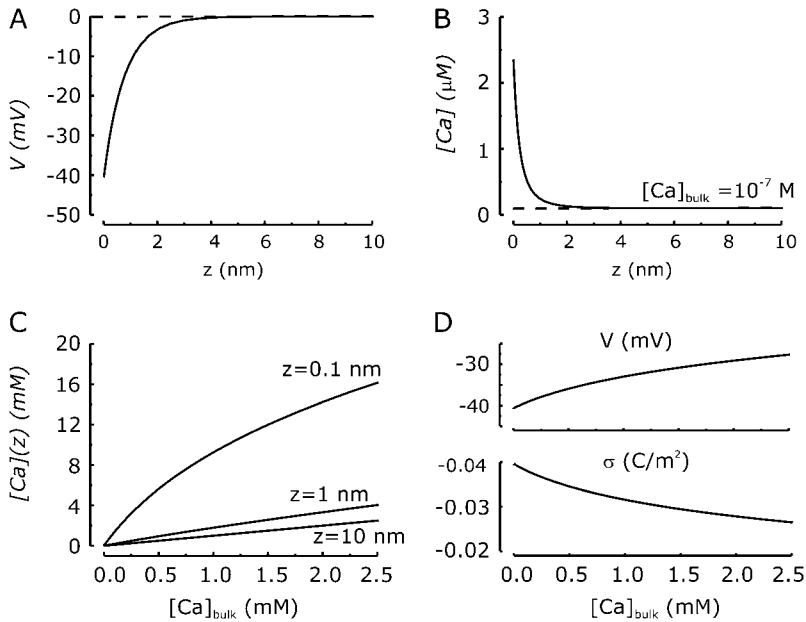 A
V (mV)
0
-10
-20
-30
-40
-50
0 2 4 6 8 10
z (nm)
B
[Ca] (μM)
3
2
1
0
[Ca]bulk =10-7 M
0 2 4 6 8 10
z (nm)
C
[Ca](z) (mM)
20
16
12
8
4
0
z=0.1 nm
z=1 nm
z=10 nm
0.0 0.5 1.0 1.5 2.0 2.5
[Ca]bulk (mM)
D
V (mV)
-30
-40
σ (C/m²)
-0.04
-0.03
-0.02
0.0 0.5 1.0 1.5 2.0 2.5
[Ca]bulk (mM)